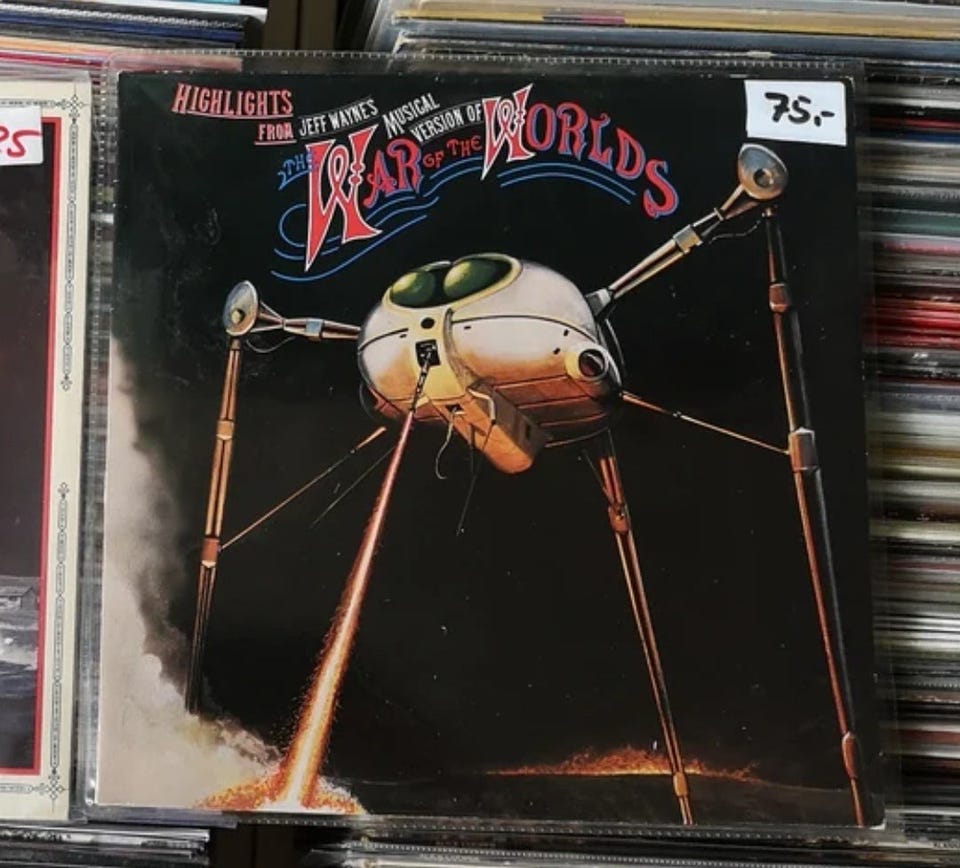 HIGHLIGHTS
FROM JEFF WAYNE'S MUSICAL VERSION OF
THE WAR OF THE WORLDS
75,-